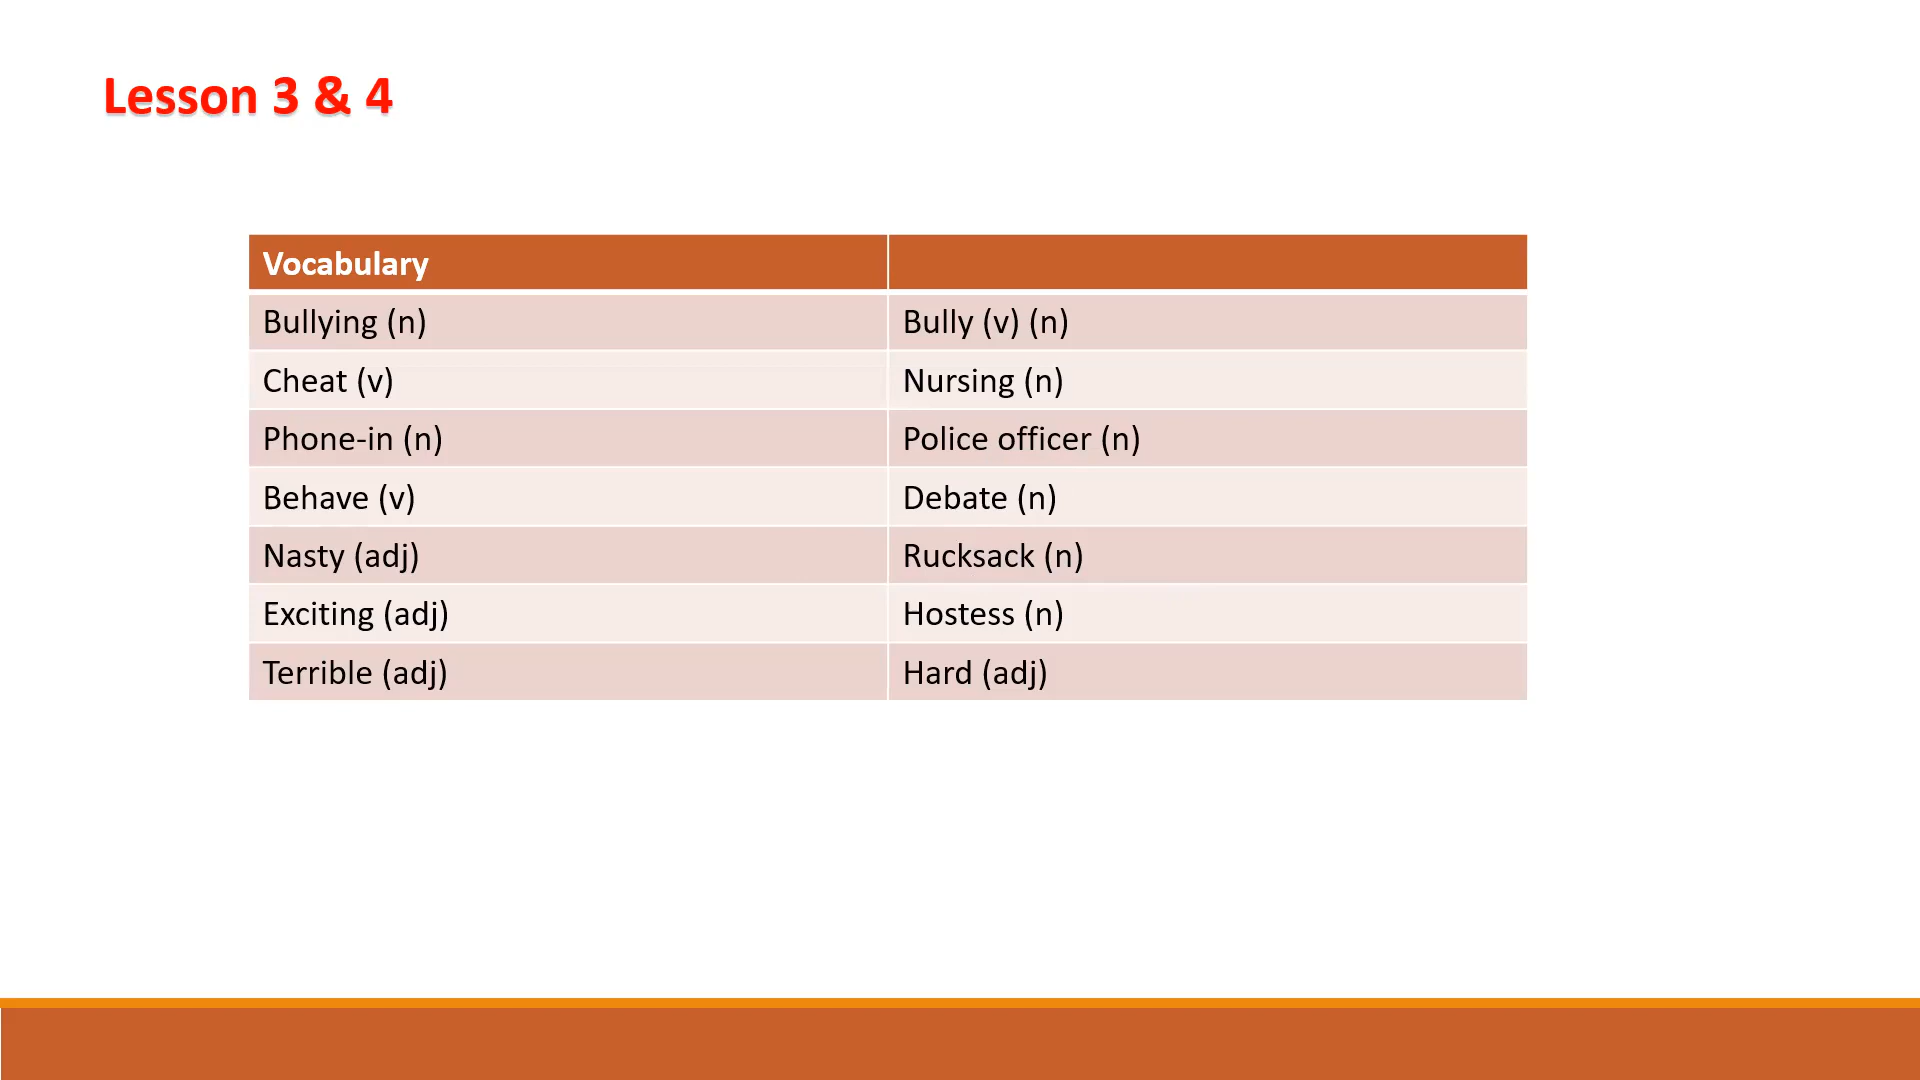 Lesson 3 & 4
Vocabulary
Bullying (n) Bully (v) (n)
Cheat (v) Nursing (n)
Phone-in (n) Police officer (n)
Behave (v) Debate (n)
Nasty (adj) Rucksack (n)
Exciting (adj) Hostess (n)
Terrible (adj) Hard (adj)